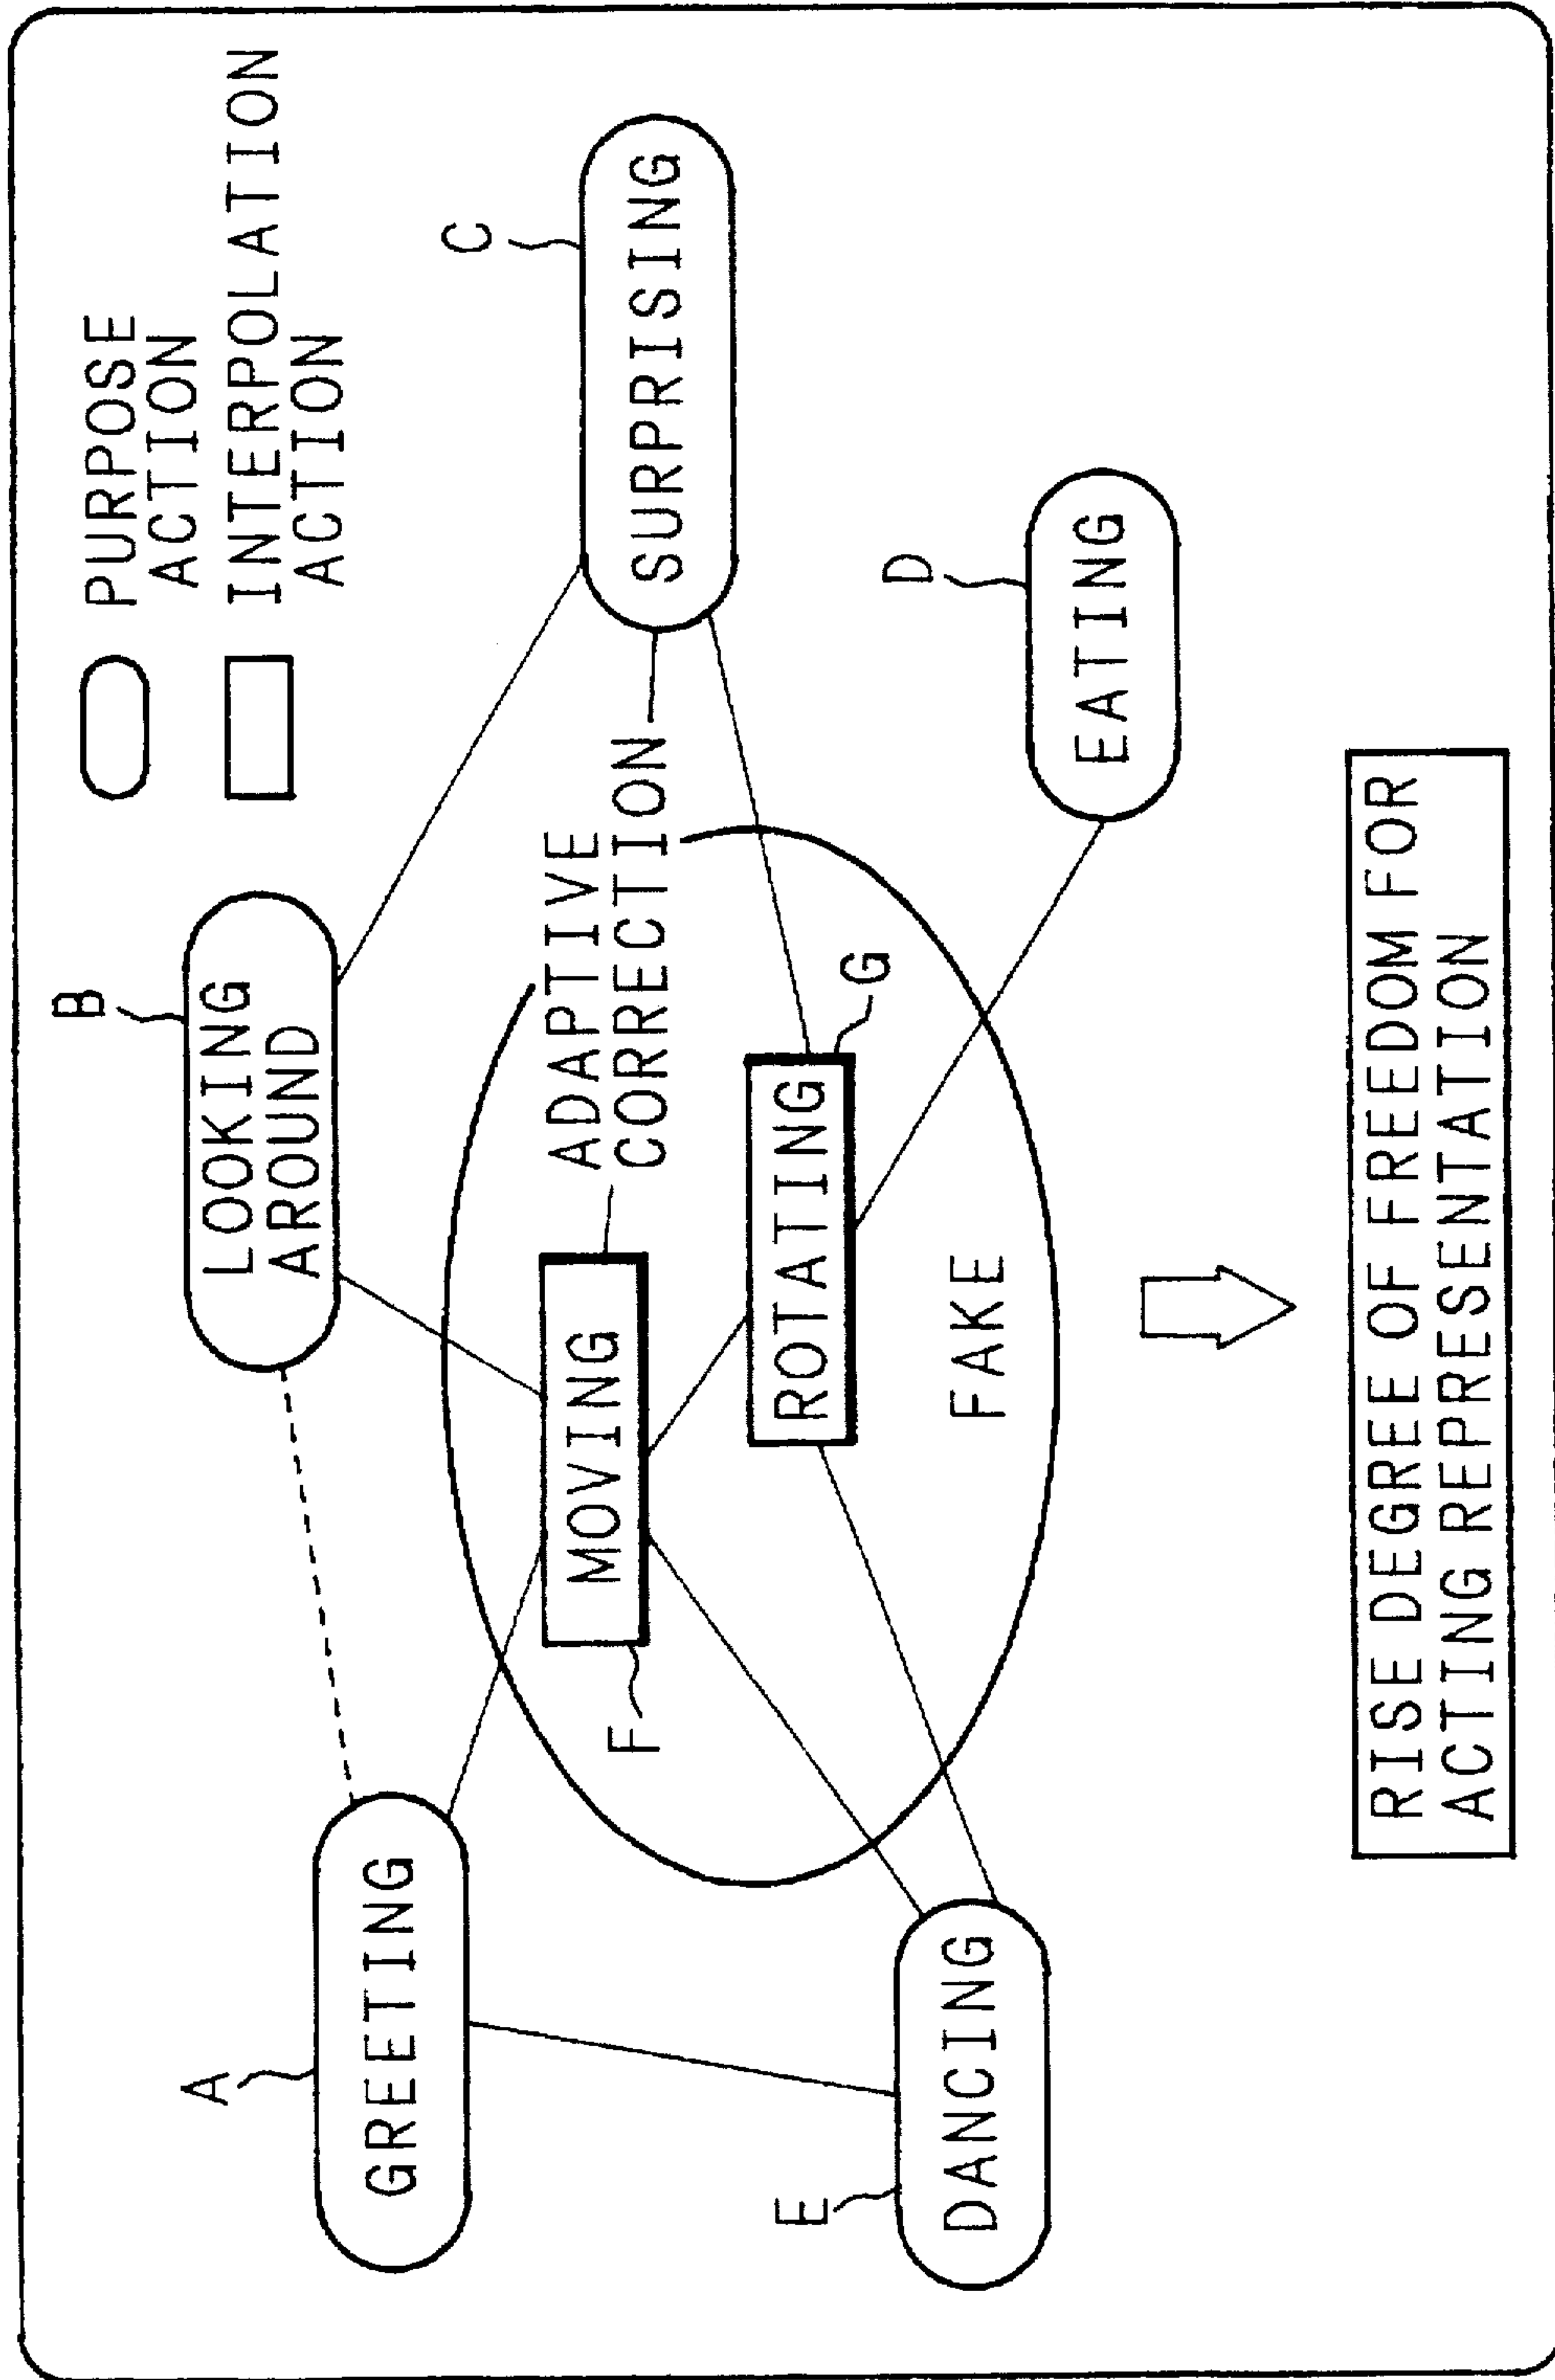 PURPOSE
ACTION
INTERPOLATION
ACTION
A
GREETING
B
LOOKING
AROUND
C
SURPRISING
ADAPTIVE
CORRECTION
F
MOVING
G
ROTATING
FAKE
D
EATING
E
DANCING
RISE DEGREE OF FREEDOM FOR
ACTING REPRESENTATION